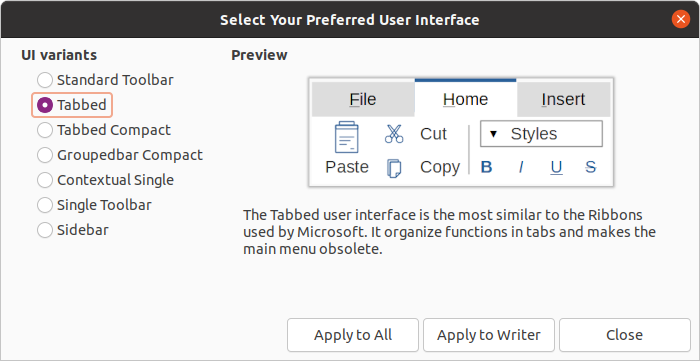 Select Your Preferred User Interface
UI variants
Standard Toolbar
Tabbed
Tabbed Compact
Groupedbar Compact
Contextual Single
Single Toolbar
Sidebar
Preview
File Home Insert
Cut Styles
Paste Copy B I U S
The Tabbed user interface is the most similar to the Ribbons
used by Microsoft. It organize functions in tabs and makes the
main menu obsolete.
Apply to All Apply to Writer Close